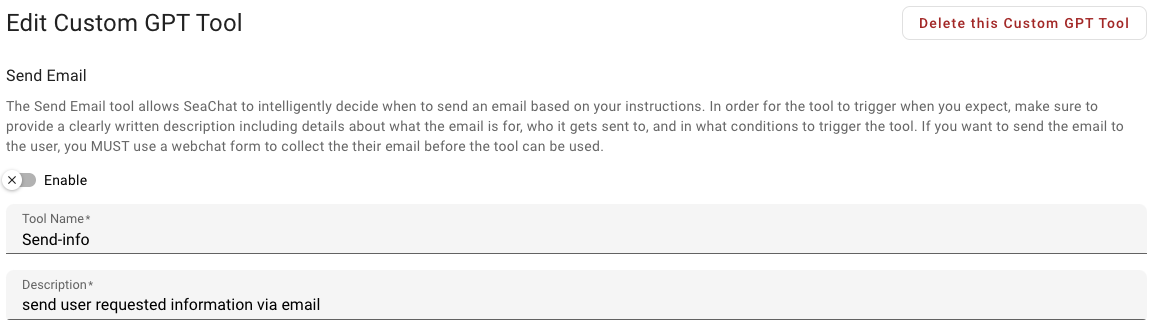 Edit Custom GPT Tool
Delete this Custom GPT Tool
Send Email
The Send Email tool allows SeaChat to intelligently decide when to send an email based on your instructions. In order for the tool to trigger when you expect, make sure to
provide a clearly written description including details about what the email is for, who it gets sent to, and in what conditions to trigger the tool. If you want to send the email to
the user, you MUST use a webchat form to collect the their email before the tool can be used.
Enable
Tool Name*
Send-info
Description*
send user requested information via email